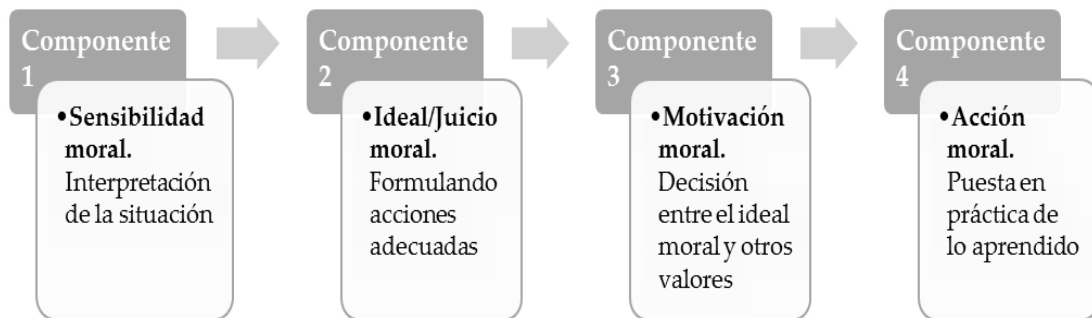 Componente
1
•Sensibilidad
moral.
Interpretación
de la situación
Componente
2
•Ideal/Juicio
moral.
Formulando
acciones
adecuadas
Componente
3
•Motivación
moral.
Decisión
entre el ideal
moral y otros
valores
Componente
4
•Acción
moral.
Puesta en
práctica de
lo aprendido